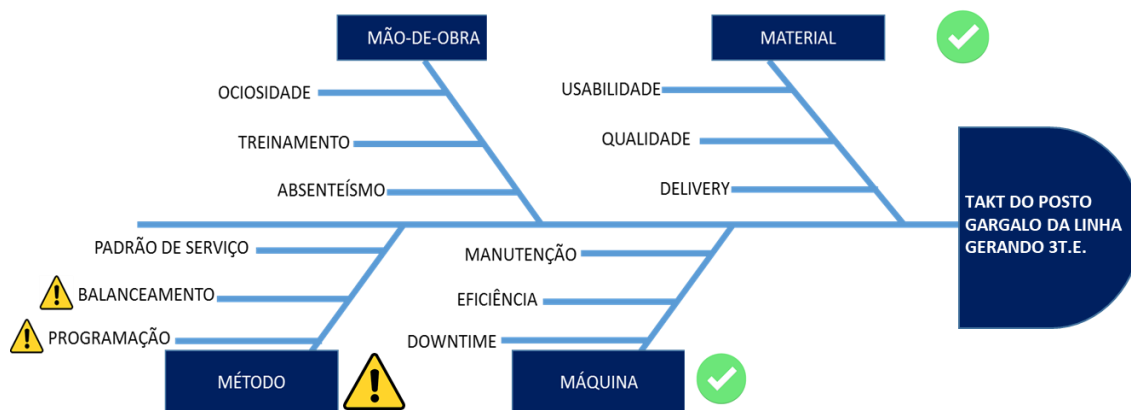 MÃO-DE-OBRA
MATERIAL
OCIOSIDADE
TREINAMENTO
ABSENTEÍSMO
USABILIDADE
QUALIDADE
DELIVERY
TAKT DO POSTO
GARGALO DA LINHA
GERANDO 3T.E.
PADRÃO DE SERVIÇO
BALANCEAMENTO
PROGRAMAÇÃO
MÉTODO
MANUTENÇÃO
EFICIÊNCIA
DOWNTIME
MÁQUINA